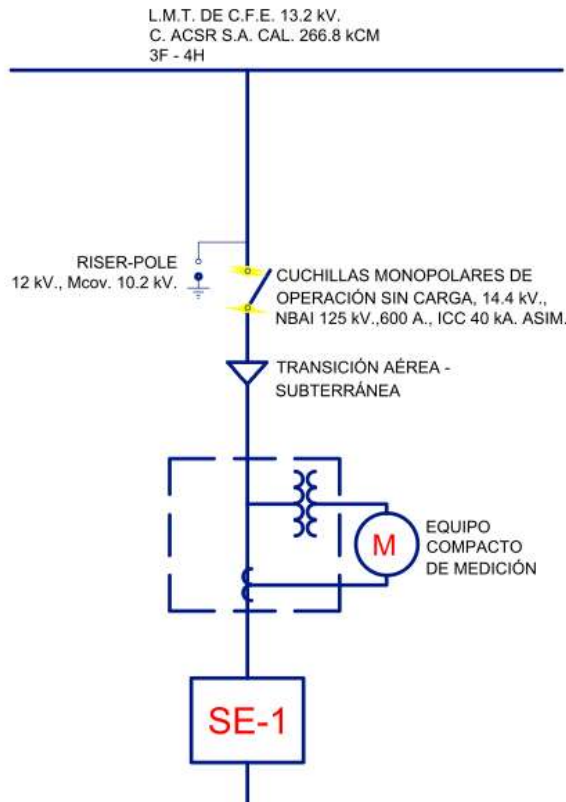 L.M.T. DE C.F.E. 13.2 kV.
C. ACSR S.A. CAL. 266.8 kCM
3F - 4H
RISER-POLE
12 kV., Mcov. 10.2 kV.
CUCHILLAS MONOPOLARES DE
OPERACIÓN SIN CARGA, 14.4 kV.,
NBAI 125 kV.,600 A., ICC 40 kA. ASIM.
TRANSICIÓN AÉREA -
SUBTERRÁNEA
M
EQUIPO
COMPACTO
DE MEDICIÓN
SE-1